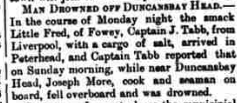 MAN DROWNED OFF DUNCANSBAY HEAD.—
In the course of Monday night the smack
Little Fred, of Fowey, Captain J. Tabb, from
Liverpool, with a cargo of salt, arrived in
Peterhead, and Captain Tabb reported that
on Sunday morning, while near Duncansbay
Head, Joseph More, cook and seaman on
board, fell overboard and was drowned.